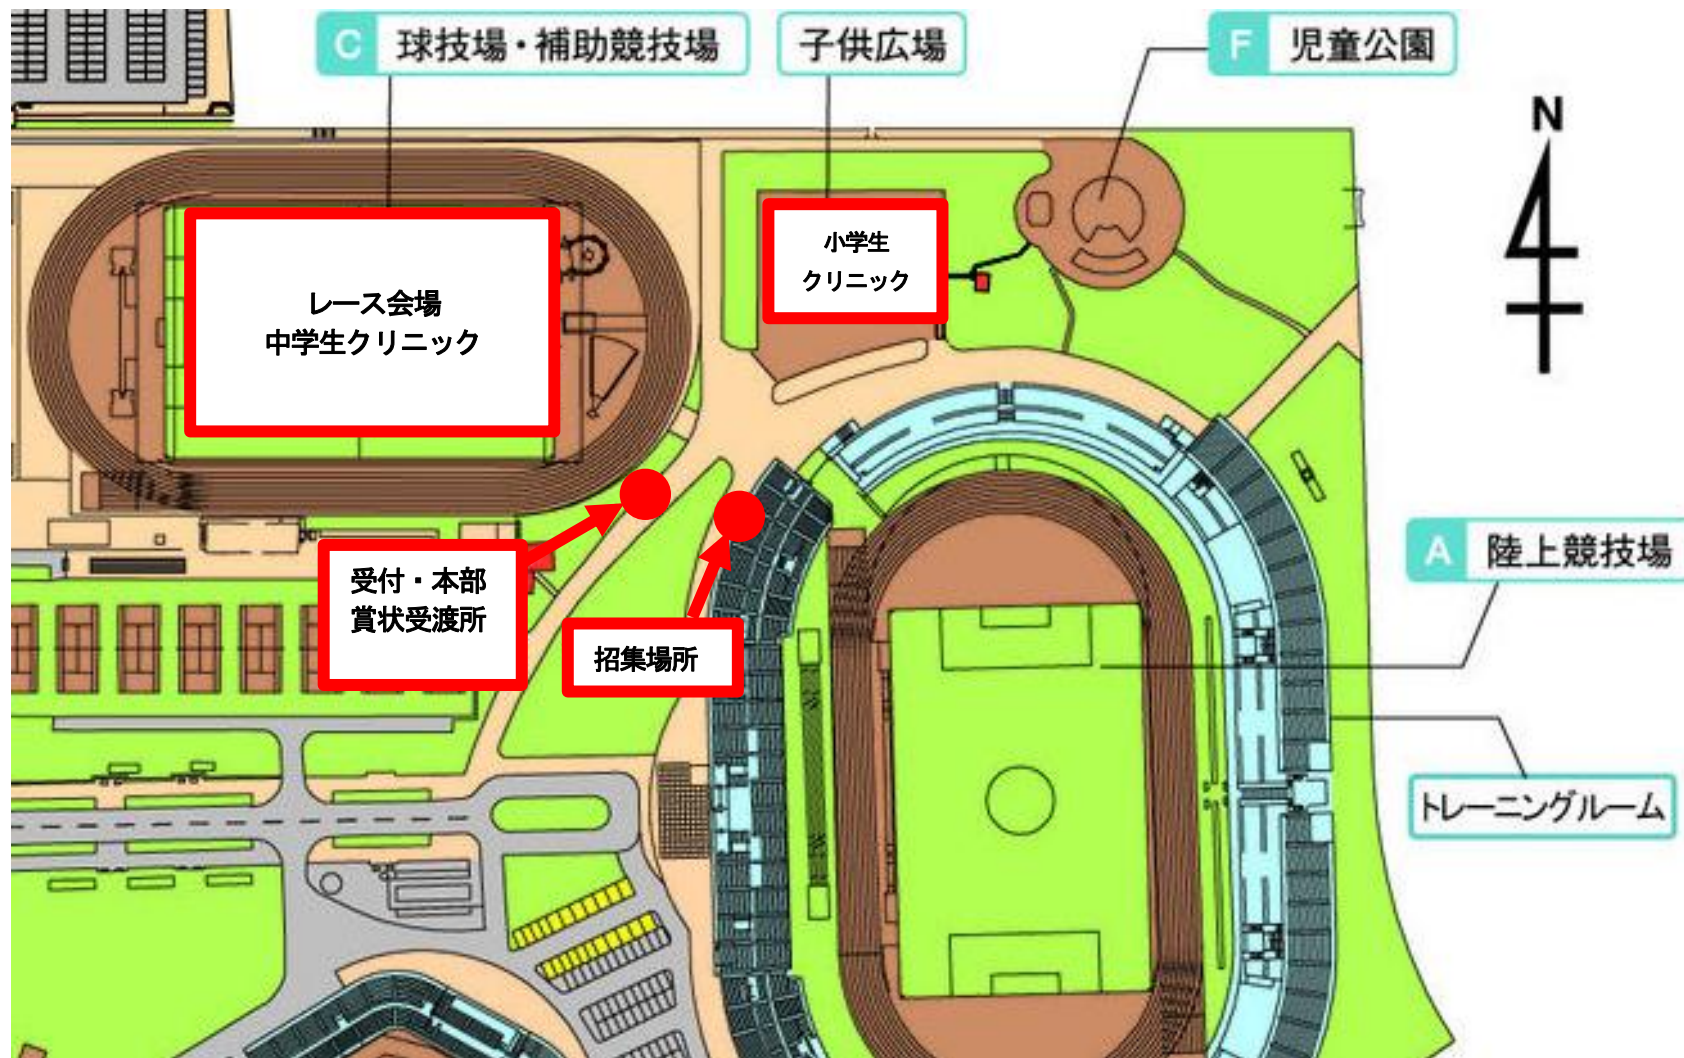 C 球技場・補助競技場
子供広場
F 児童公園
N
小学生
クリニック
レース会場
中学生クリニック
受付・本部
賞状受渡所
招集場所
A 陸上競技場
トレーニングルーム